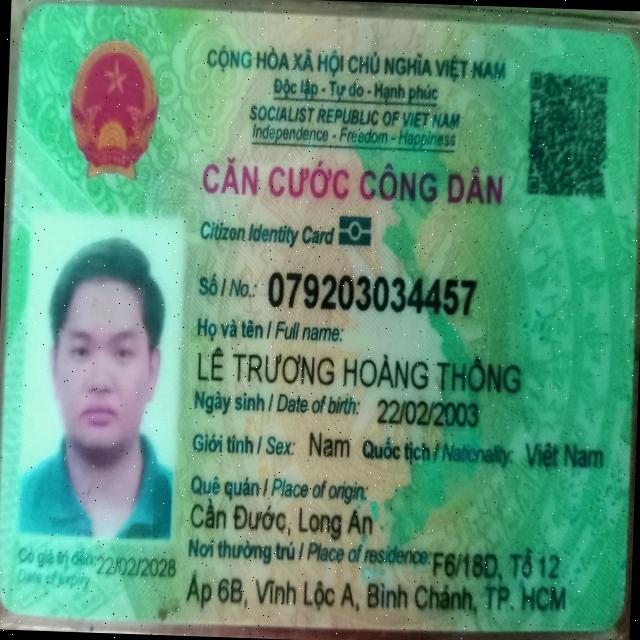 CỘNG HÒA XÃ HỘI CHỦ NGHĨA VIỆT NAM
Độc lập - Tự do - Hạnh phúc
SOCIALIST REPUBLIC OF VIET NAM
Independence - Freedom - Happiness
CĂN CƯỚC CÔNG DÂN
Citizen Identity Card
Số / No.: 079203034457
Họ và tên / Full name:
LÊ TRƯƠNG HOÀNG THÔNG
Ngày sinh / Date of birth: 22/02/2003
Giới tính / Sex: Nam Quốc tịch / Nationality: Việt Nam
Quê quán / Place of origin:
Cần Đước, Long An
Nơi thường trú / Place of residence: F6/18D, Tổ 12
Ấp 6B, Vĩnh Lộc A, Bình Chánh, TP. HCM
Có giá trị đến: 22/02/2028
Date of expiry